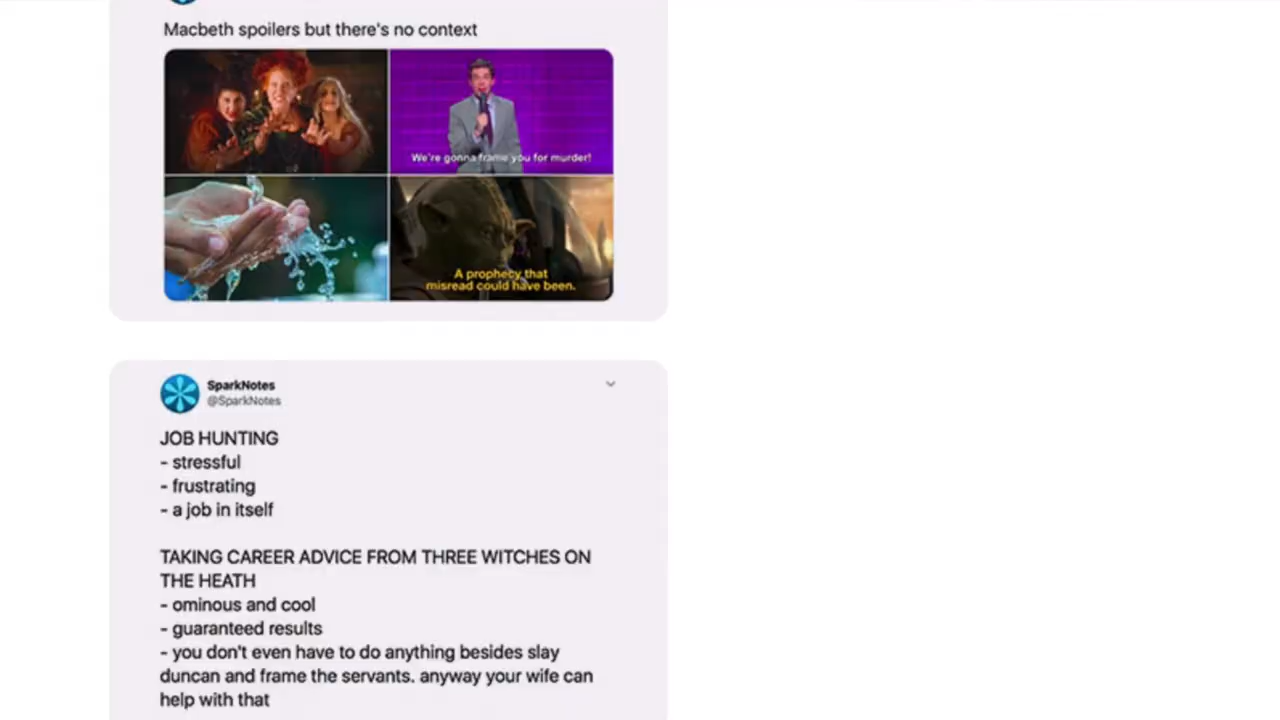 Macbeth spoilers but there's no context
We're gonna frame you for murder!
A prophecy that
misread could have been.
SparkNotes
@SparkNotes
JOB HUNTING
- stressful
- frustrating
- a job in itself
TAKING CAREER ADVICE FROM THREE WITCHES ON
THE HEATH
- ominous and cool
- guaranteed results
- you don't even have to do anything besides slay
duncan and frame the servants. anyway your wife can
help with that